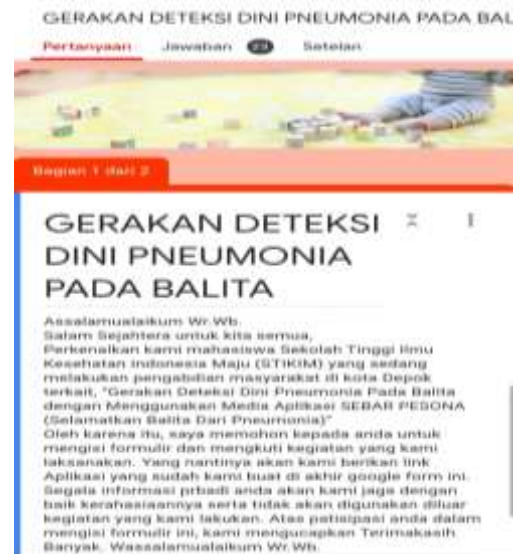 GERAKAN DETEKSI DINI PNEUMONIA PADA BAL
Pertanyaan Jawaban 23 Setelan
Bagian 1 dari 2
GERAKAN DETEKSI
DINI PNEUMONIA
PADA BALITA
Assalamualaikum Wr.Wb.
Salam Sejahtera untuk kita semua,
Perkenalkan kami mahasiswa Sekolah Tinggi Ilmu
Kesehatan Indonesia Maju (STIKIM) yang sedang
melakukan pengabdian masyarakat di kota Depok
terkait, "Gerakan Deteksi Dini Pneumonia Pada Balita
dengan Menggunakan Media Aplikasi SEBAR PESONA
(Selamatkan Balita Dari Pneumonia)"
Oleh karena itu, saya memohon kepada anda untuk
mengisi formulir dan mengkuti kegiatan yang kami
laksanakan. Yang nantinya akan kami berikan link
Aplikasi yang sudah kami buat di akhir google form ini.
Segala informasi prbadi anda akan kami jaga dengan
baik kerahasiaannya serta tidak akan digunakan diluar
kegiatan yang kami lakukan. Atas patisipasi anda dalam
mengisi formulir ini, kami mengucapkan Terimakasih
Banyak. Wassalamualaikum Wr.Wb.